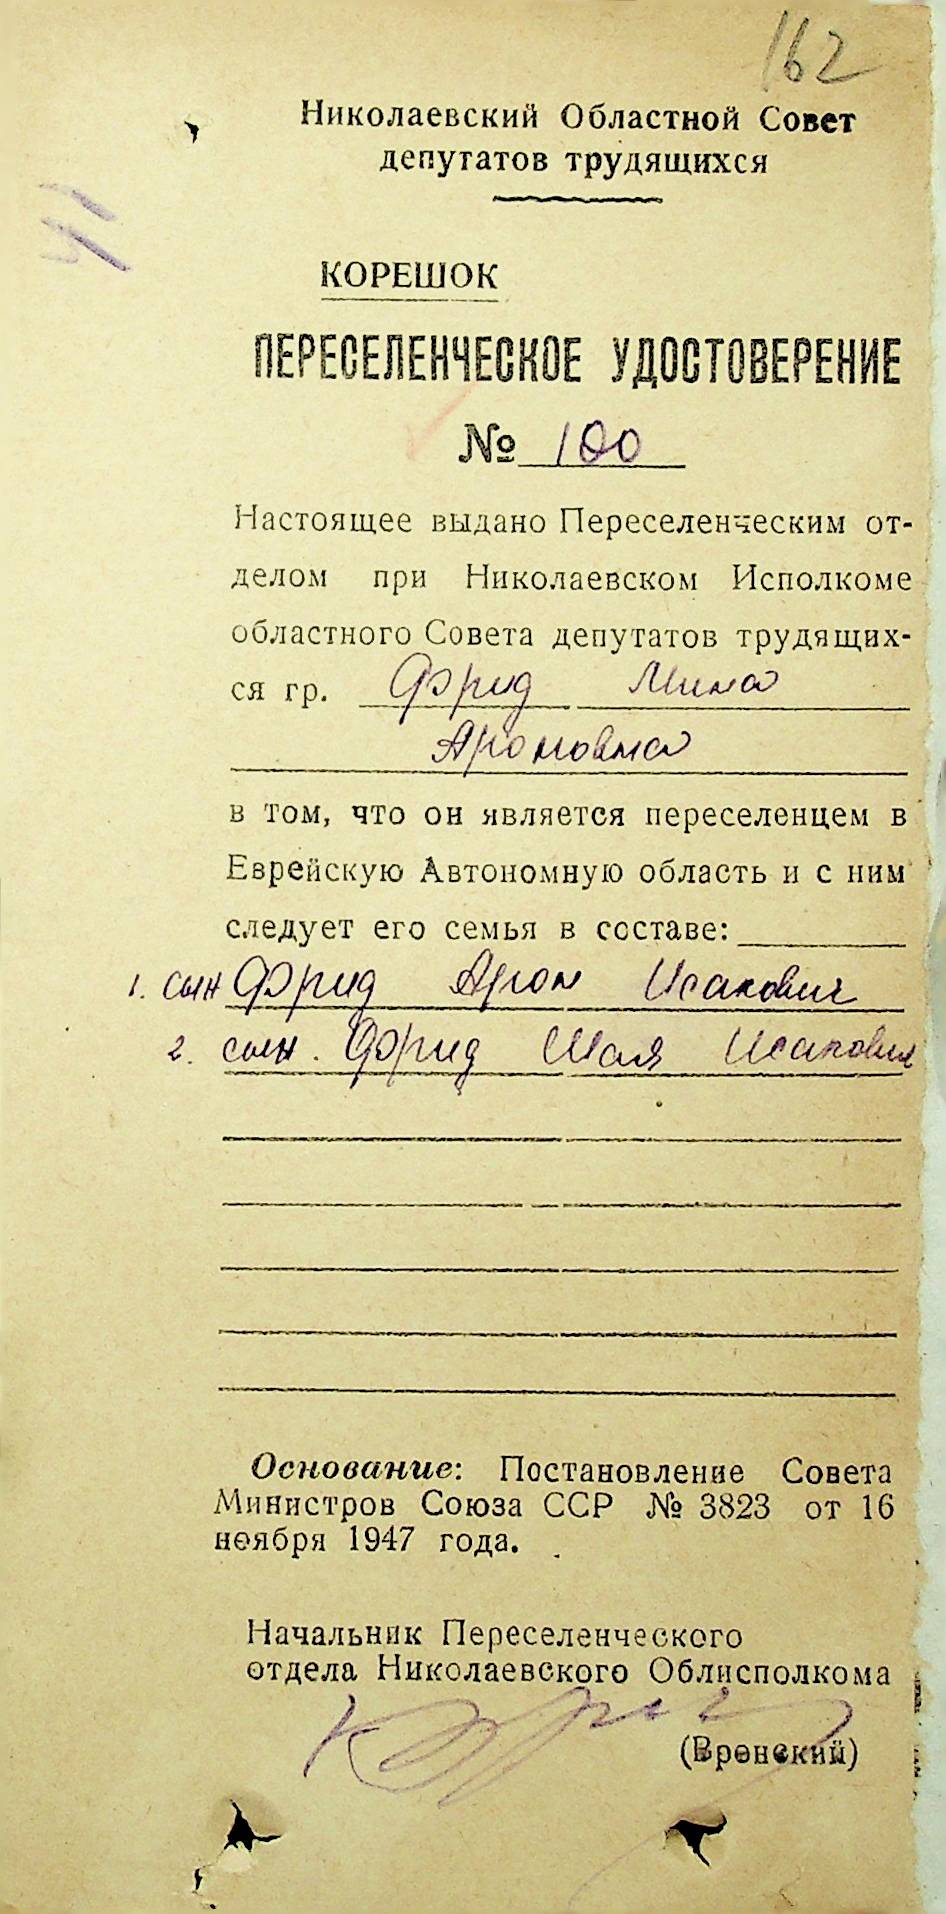 162
Николаевский Областной Совет
депутатов трудящихся
41
КОРЕШОК
ПЕРЕСЕЛЕНЧЕСКОЕ УДОСТОВЕРЕНИЕ
№ 100
Настоящее выдано Переселенческим от-
делом при Николаевском Исполкоме
областного Совета депутатов трудящих-
ся гр. Фрид Мина
Ароновна
в том, что он является переселенцем в
Еврейскую Автономную область и с ним
следует его семья в составе:
1. сын Фрид Арон Исакович
2. сын. Фрид Шая Исакович
Основание: Постановление Совета
Министров Союза ССР № 3823 от 16
ноября 1947 года.
Начальник Переселенческого
отдела Николаевского Облисполкома
(Вронский)